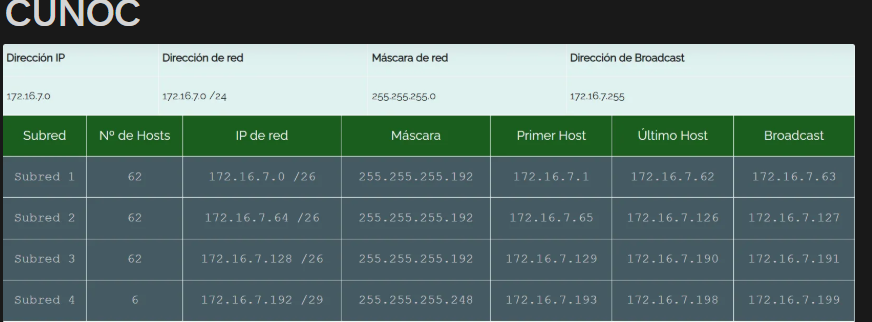 CUNOC
Dirección IP Dirección de red Máscara de red Dirección de Broadcast
172.16.7.0 172.16.7.0 /24 255.255.255.0 172.16.7.255
Subred Nº de Hosts IP de red Máscara Primer Host Último Host Broadcast
Subred 1 62 172.16.7.0 /26 255.255.255.192 172.16.7.1 172.16.7.62 172.16.7.63
Subred 2 62 172.16.7.64 /26 255.255.255.192 172.16.7.65 172.16.7.126 172.16.7.127
Subred 3 62 172.16.7.128 /26 255.255.255.192 172.16.7.129 172.16.7.190 172.16.7.191
Subred 4 6 172.16.7.192 /29 255.255.255.248 172.16.7.193 172.16.7.198 172.16.7.199